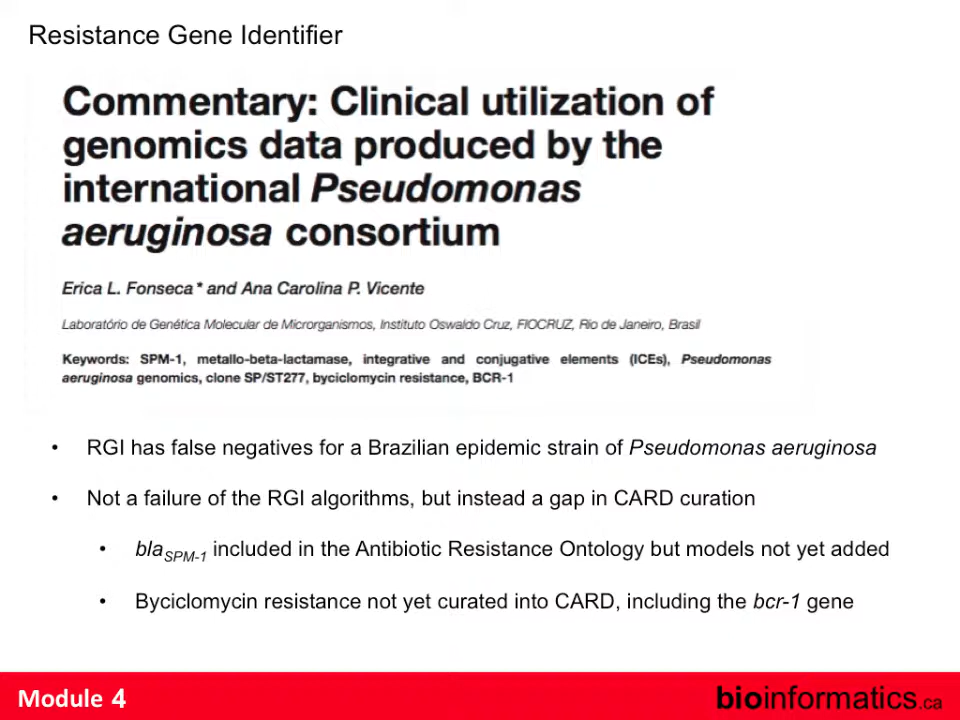 Resistance Gene Identifier
Commentary: Clinical utilization of
genomics data produced by the
international Pseudomonas
aeruginosa consortium
Erica L. Fonseca* and Ana Carolina P. Vicente
Laboratório de Genética Molecular de Microrganismos, Instituto Oswaldo Cruz, FIOCRUZ, Rio de Janeiro, Brasil
Keywords: SPM-1, metallo-beta-lactamase, integrative and conjugative elements (ICEs), Pseudomonas
aeruginosa genomics, clone SP/ST277, byciclomycin resistance, BCR-1
• RGI has false negatives for a Brazilian epidemic strain of Pseudomonas aeruginosa
• Not a failure of the RGI algorithms, but instead a gap in CARD curation
• blaSPM-1 included in the Antibiotic Resistance Ontology but models not yet added
• Byciclomycin resistance not yet curated into CARD, including the bcr-1 gene
Module 4
bioinformatics.ca